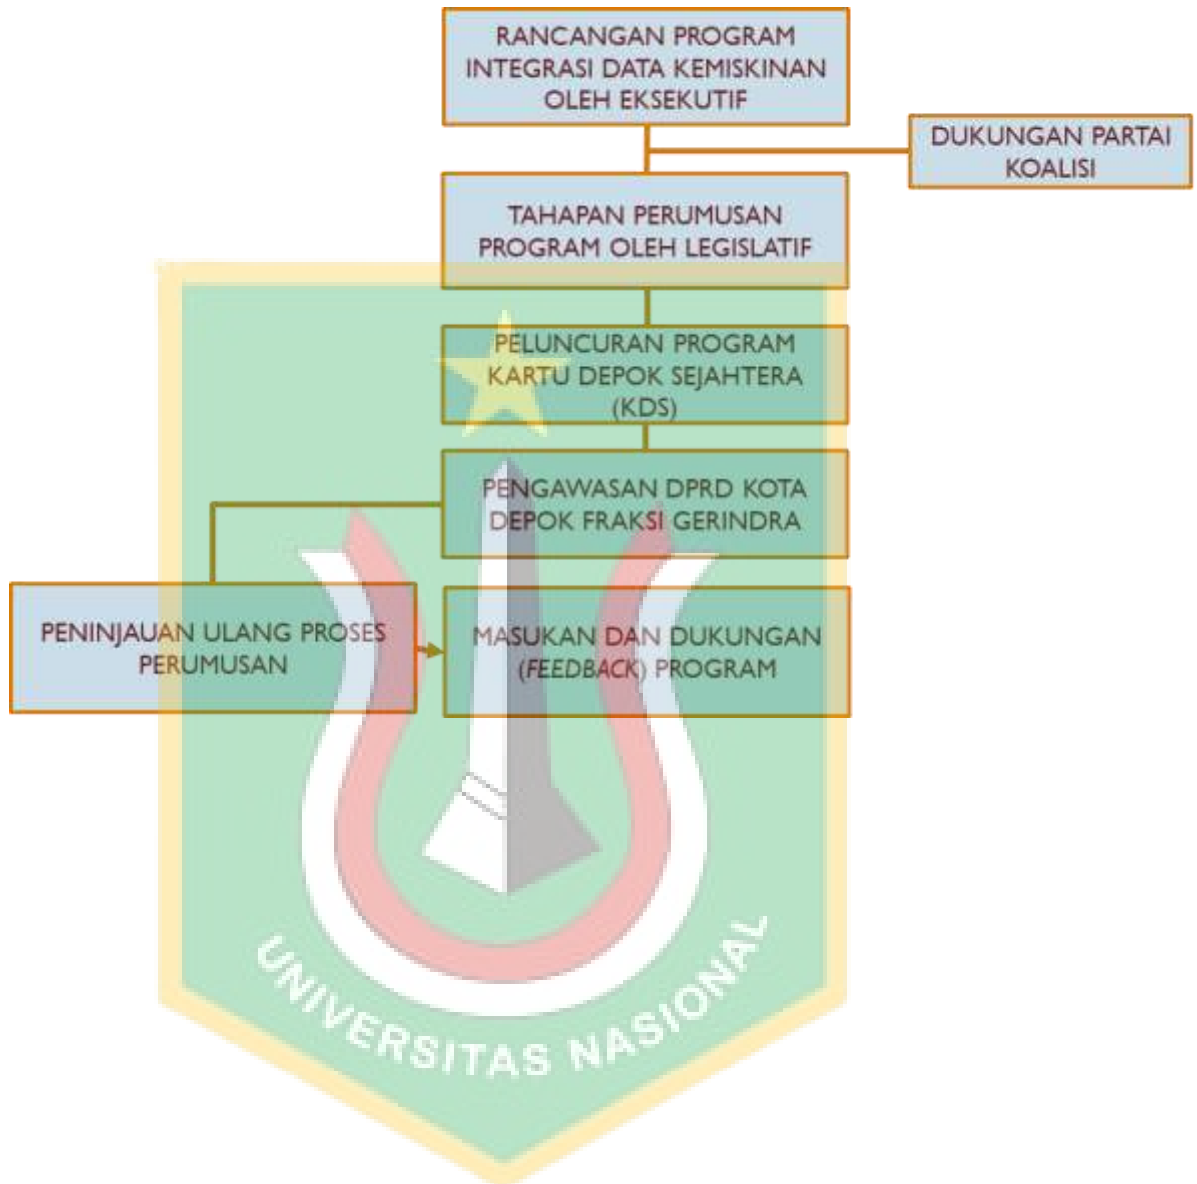 RANCANGAN PROGRAM
INTEGRASI DATA KEMISKINAN
OLEH EKSEKUTIF
DUKUNGAN PARTAI
KOALISI
TAHAPAN PERUMUSAN
PROGRAM OLEH LEGISLATIF
PELUNCURAN PROGRAM
KARTU DEPOK SEJAHTERA
(KDS)
PENGAWASAN DPRD KOTA
DEPOK FRAKSI GERINDRA
PENINJAUAN ULANG PROSES
PERUMUSAN
MASUKAN DAN DUKUNGAN
(FEEDBACK) PROGRAM
UNIVERSITAS NASIONAL